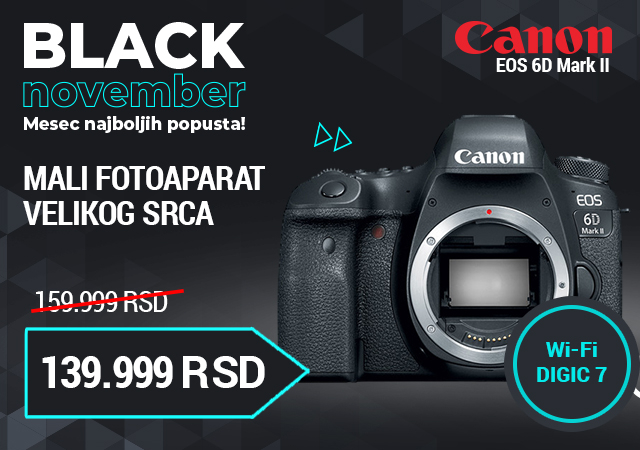 BLACK
november
Mesec najboljih popusta!
Canon
EOS 6D Mark II
MALI FOTOAPARAT
VELIKOG SRCA
159.999 RSD
139.999 RSD
Canon
EOS
6D
Mark II
Wi-Fi
DIGIC 7